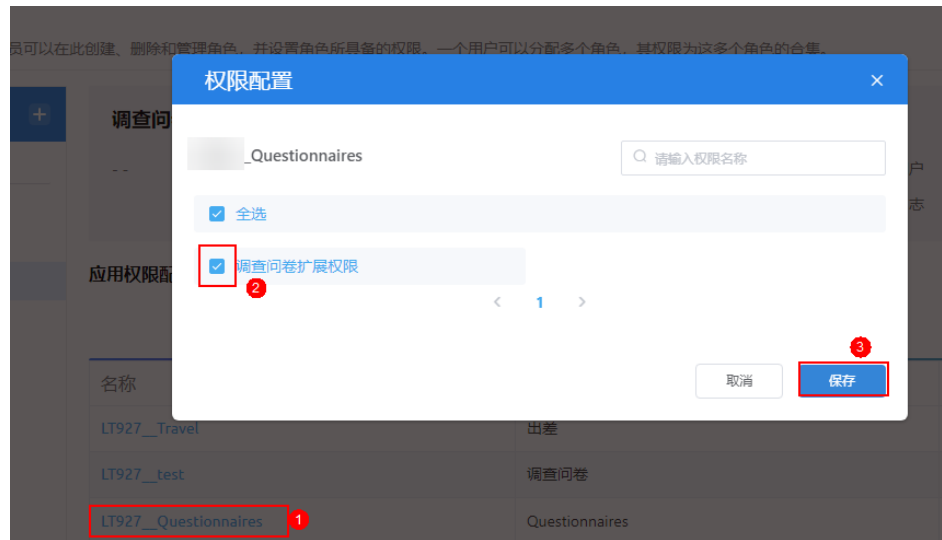 员可以在此创建、删除和管理角色，并设置角色所具备的权限。一个用户可以分配多个角色，其权限为这多个角色的合集。
权限配置 ×
+
调查问
_Questionnaires
请输入权限名称
- -
户
全选
志
调查问卷扩展权限
应用权限配
2
< 1 >
3
取消 保存
名称
LT927__Travel 出差
LT927__test 调查问卷
LT927__Questionnaires 1 Questionnaires